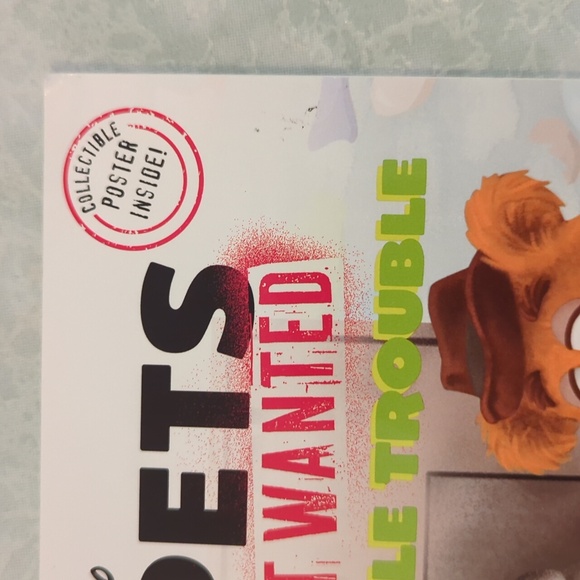 COLLECTIBLE
POSTER
INSIDE!
PETS
T WANTED
LE TROUBLE